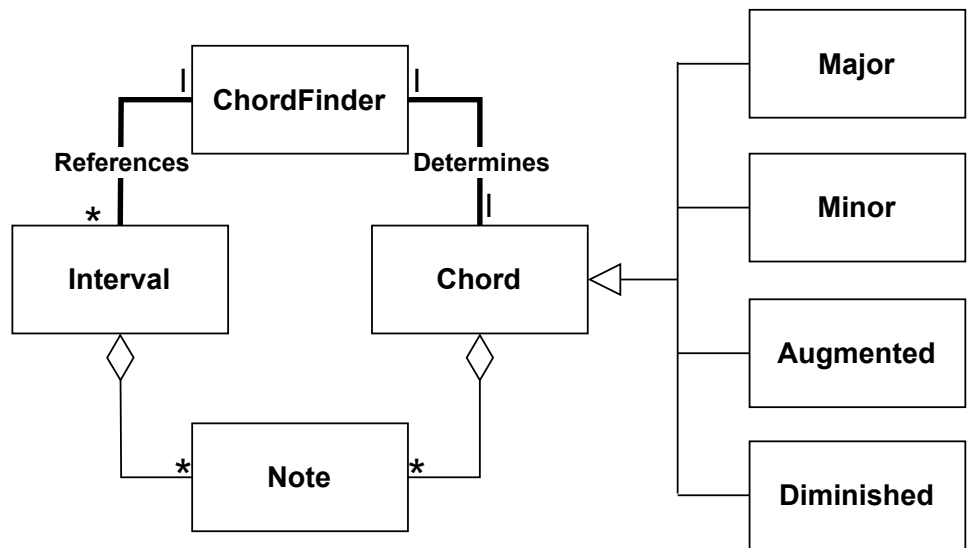 Major
ChordFinder
I
I
References
Determines
Minor
*
I
Interval
Chord
Augmented
*
Note
*
Diminished